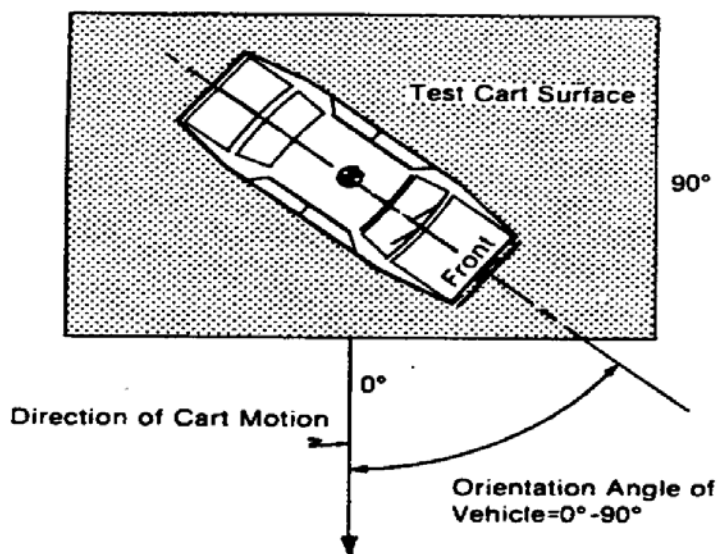 Test Cart Surface
90°
Front
0°
Direction of Cart Motion
Orientation Angle of
Vehicle=0°-90°